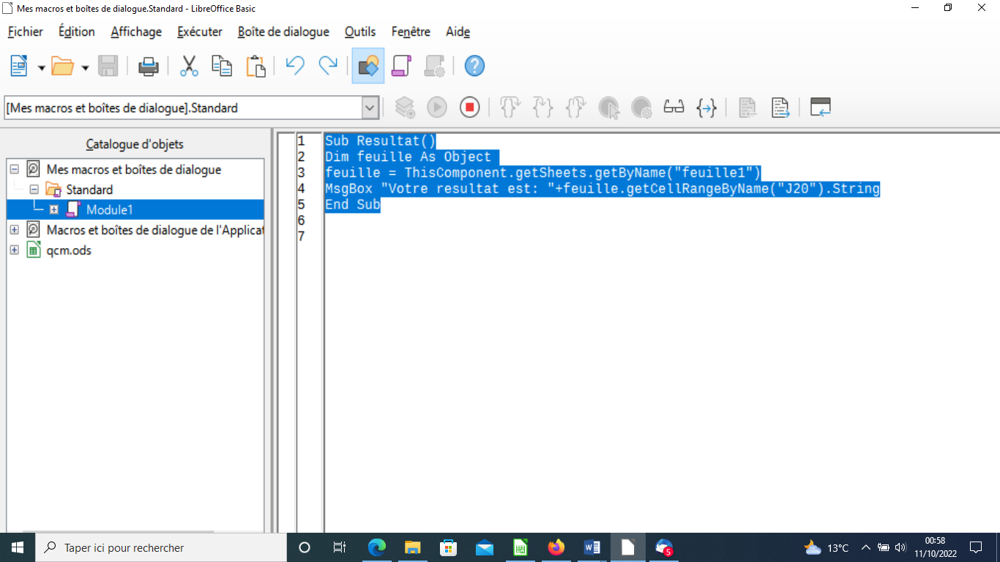 Mes macros et boîtes de dialogue.Standard - LibreOffice Basic
Fichier Édition Affichage Exécuter Boîte de dialogue Outils Fenêtre Aide
[Mes macros et boîtes de dialogue].Standard
Catalogue d'objets
Mes macros et boîtes de dialogue
Standard
Module1
Macros et boîtes de dialogue de l'Applicat
qcm.ods
1 Sub Resultat()
2 Dim feuille As Object
3 feuille = ThisComponent.getSheets.getByName("feuille1")
4 MsgBox "Votre resultat est: "+feuille.getCellRangeByName("J20").String
5 End Sub
6
7
Taper ici pour rechercher
5
13°C
00:58
11/10/2022